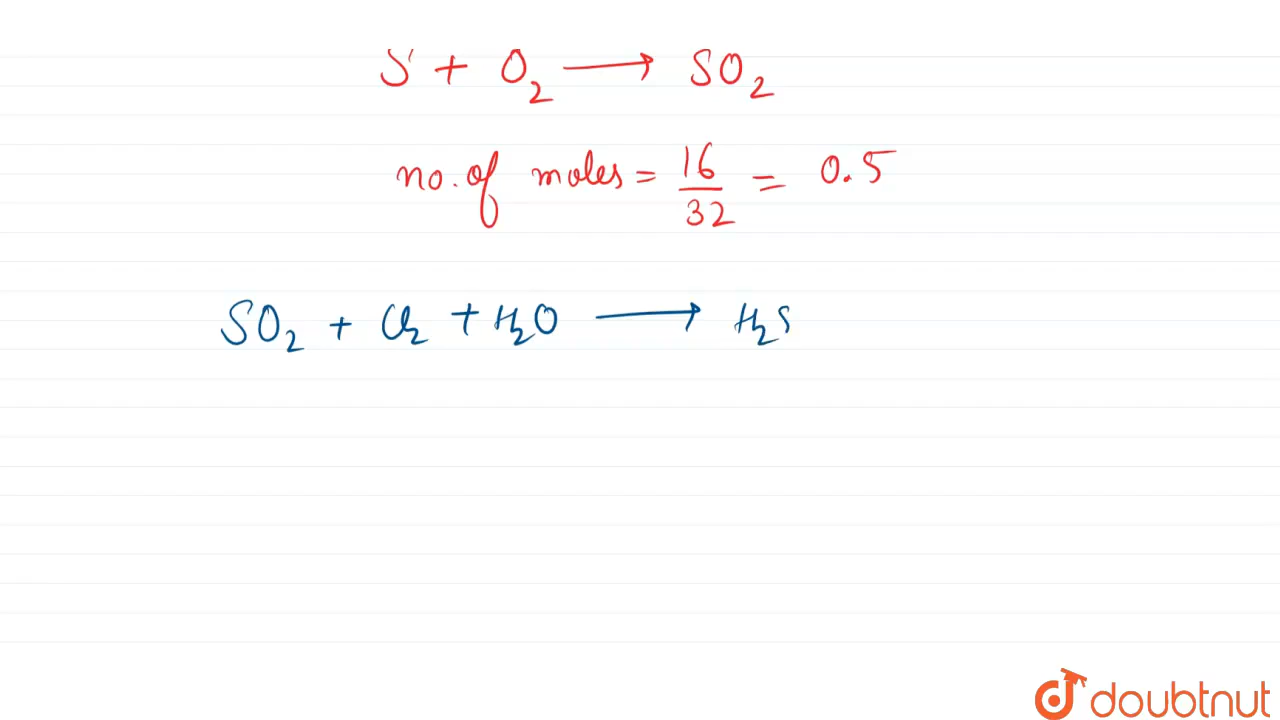 S + O₂ ⟶ SO₂
no. of moles = 16/32 = 0.5
SO₂ + Cl₂ + H₂O ⟶ H₂S
doubtnut